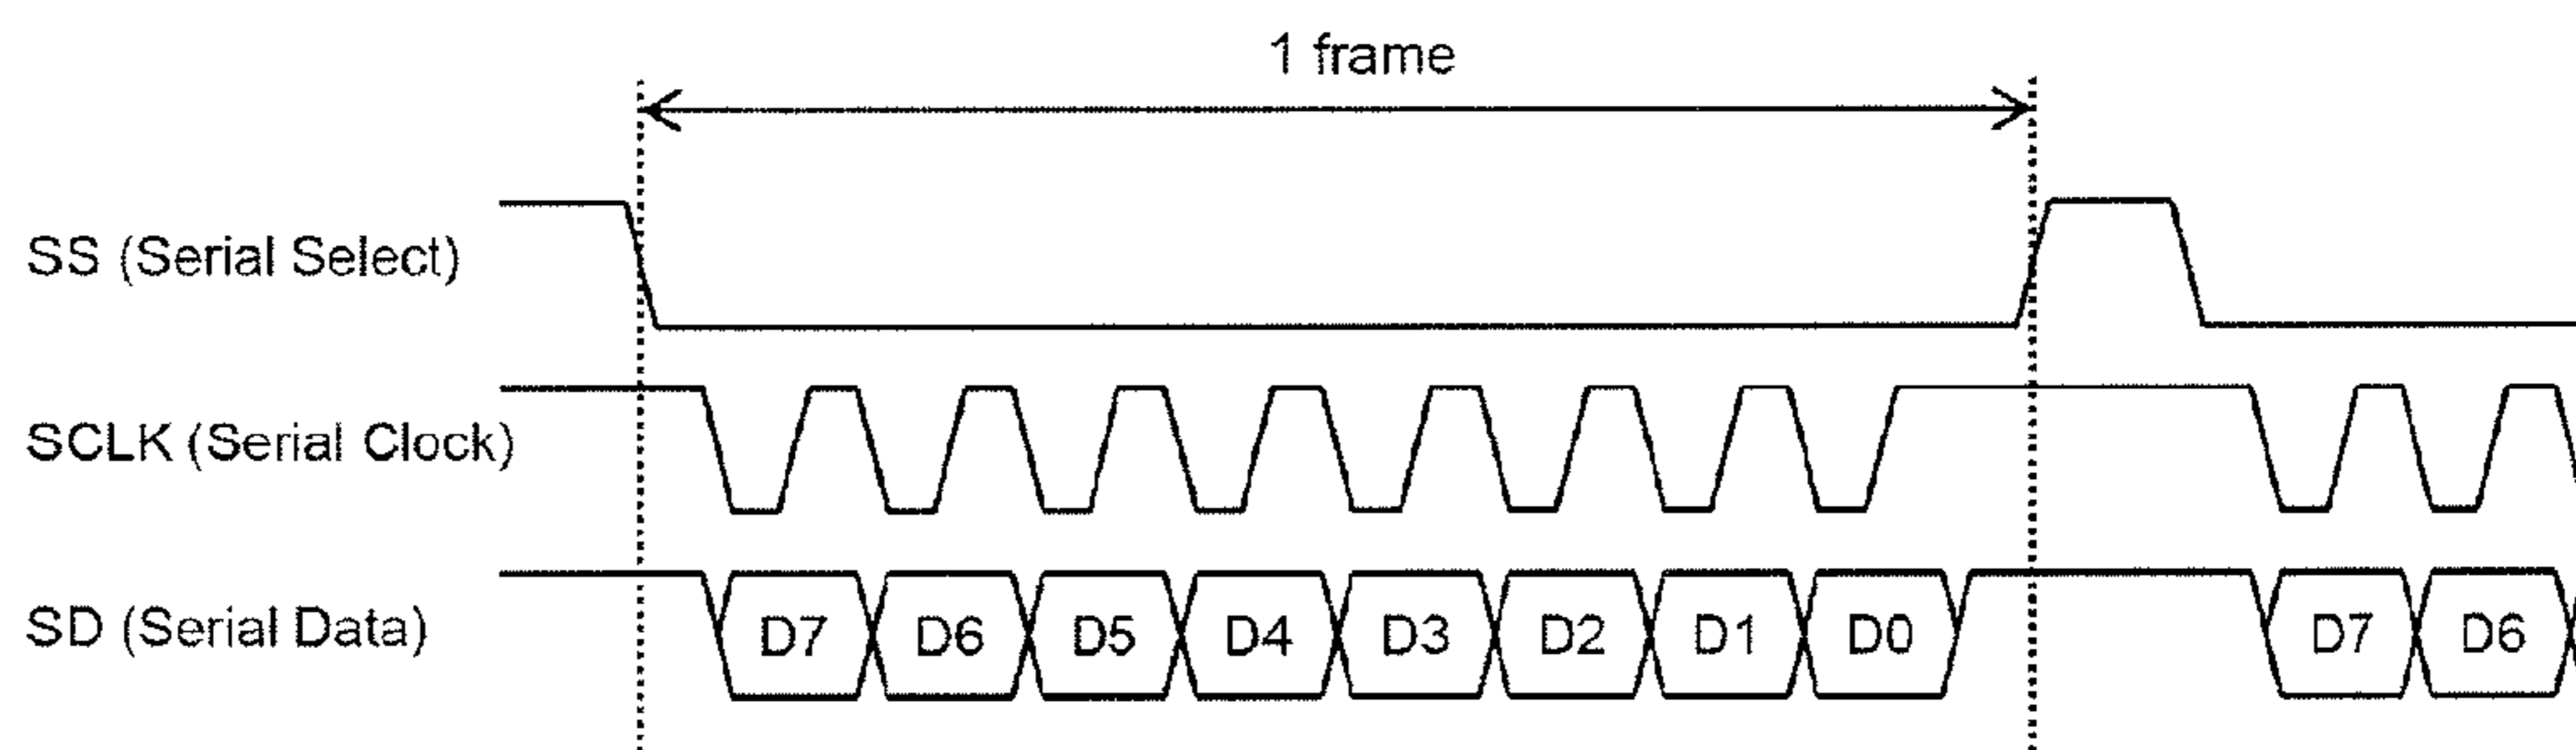 1 frame
SS (Serial Select)
SCLK (Serial Clock)
SD (Serial Data)
D7 D6 D5 D4 D3 D2 D1 D0 D7 D6